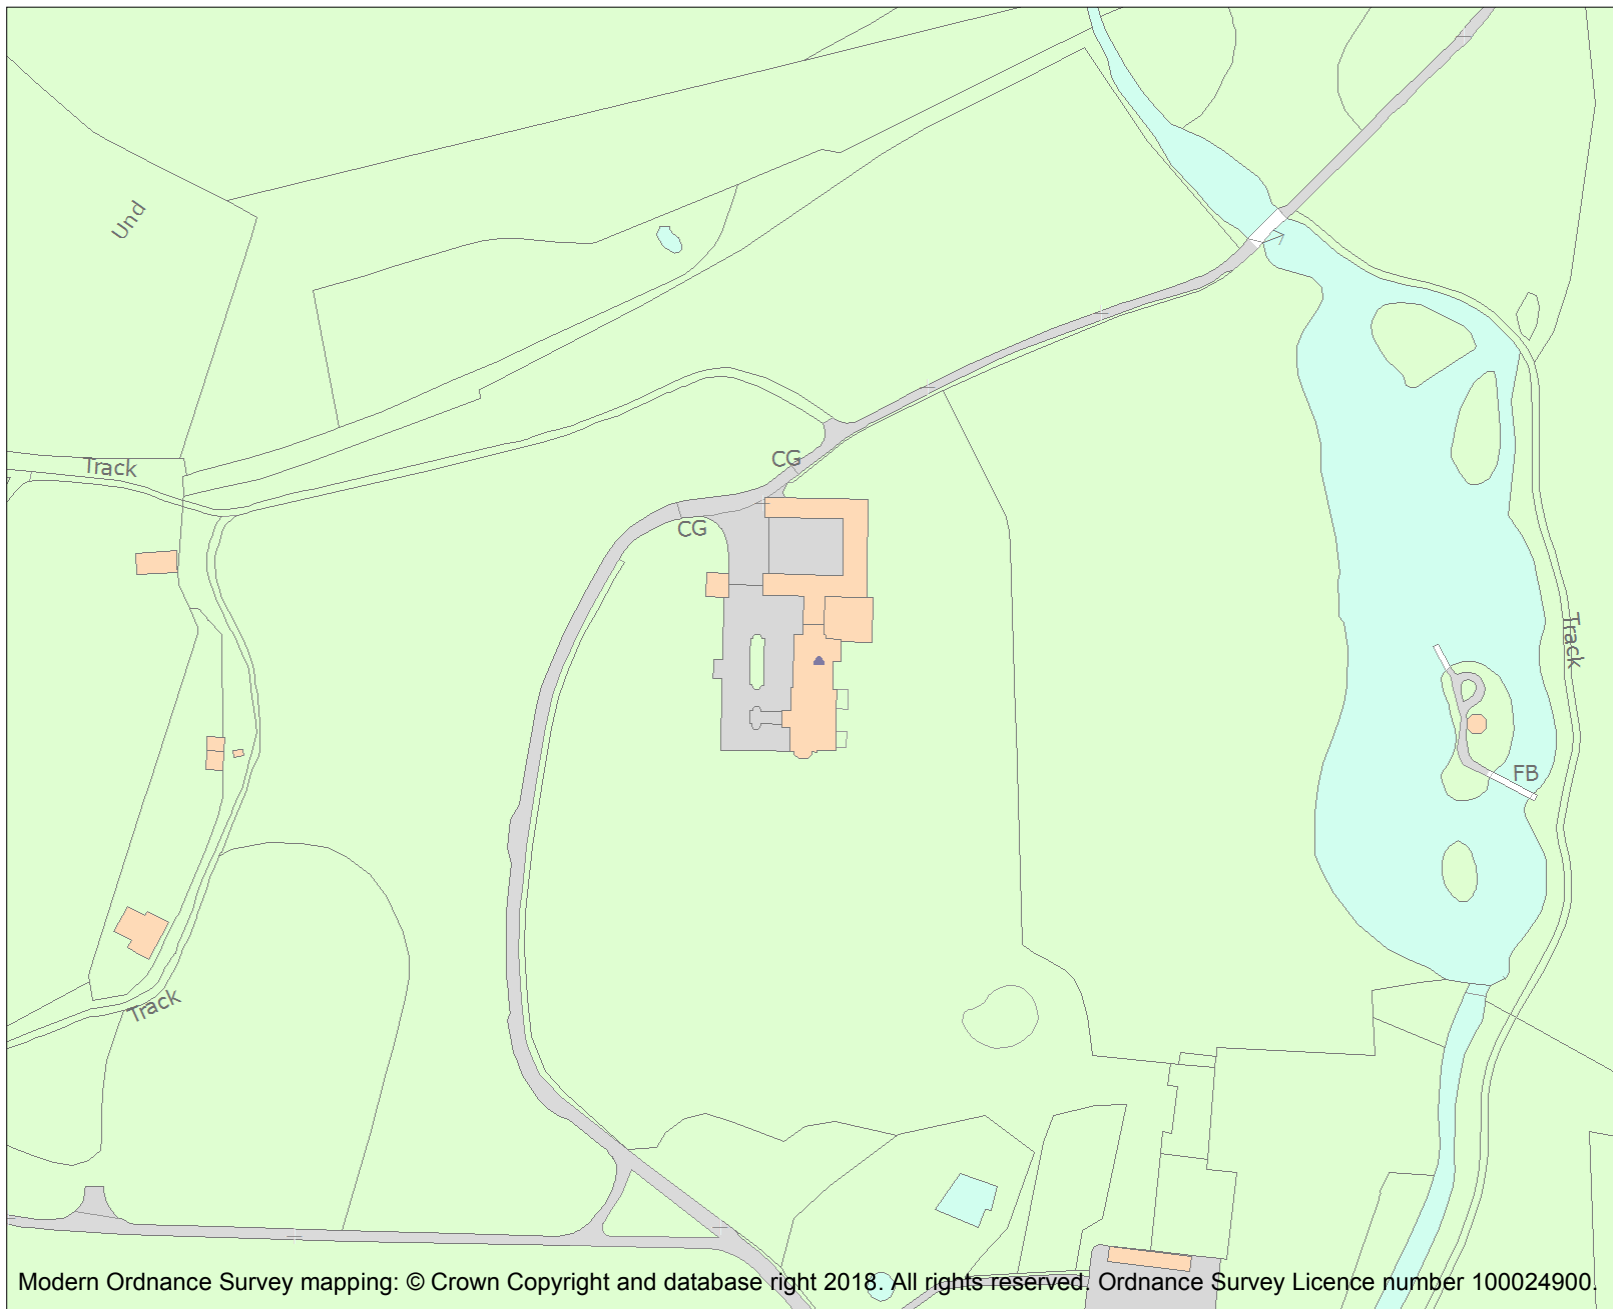 Und
Track
CG
CG
Track
FB
Track
Modern Ordnance Survey mapping: © Crown Copyright and database right 2018. All rights reserved. Ordnance Survey Licence number 100024900.